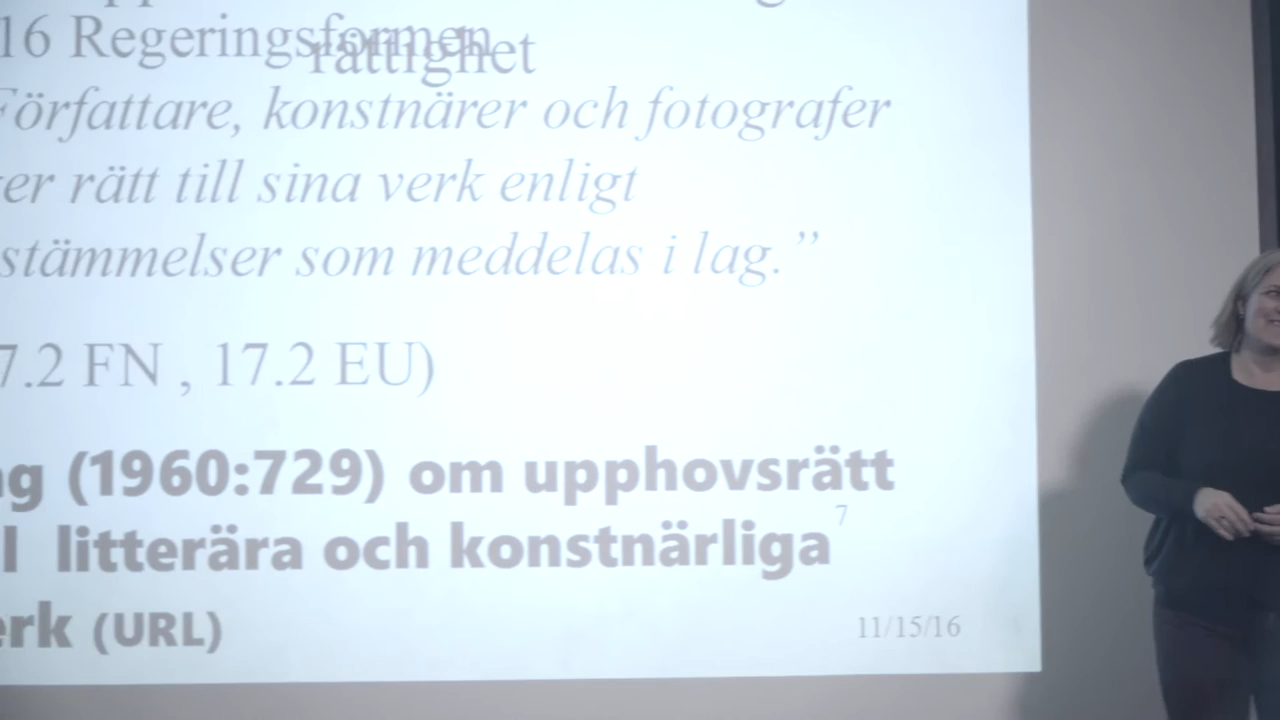 16 Regeringsformen
rättighet
Författare, konstnärer och fotografer
er rätt till sina verk enligt
stämmelser som meddelas i lag.”
7.2 FN , 17.2 EU)
(1960:729) om upphovsrätt
litterära och konstnärliga
7
erk (URL)
11/15/16